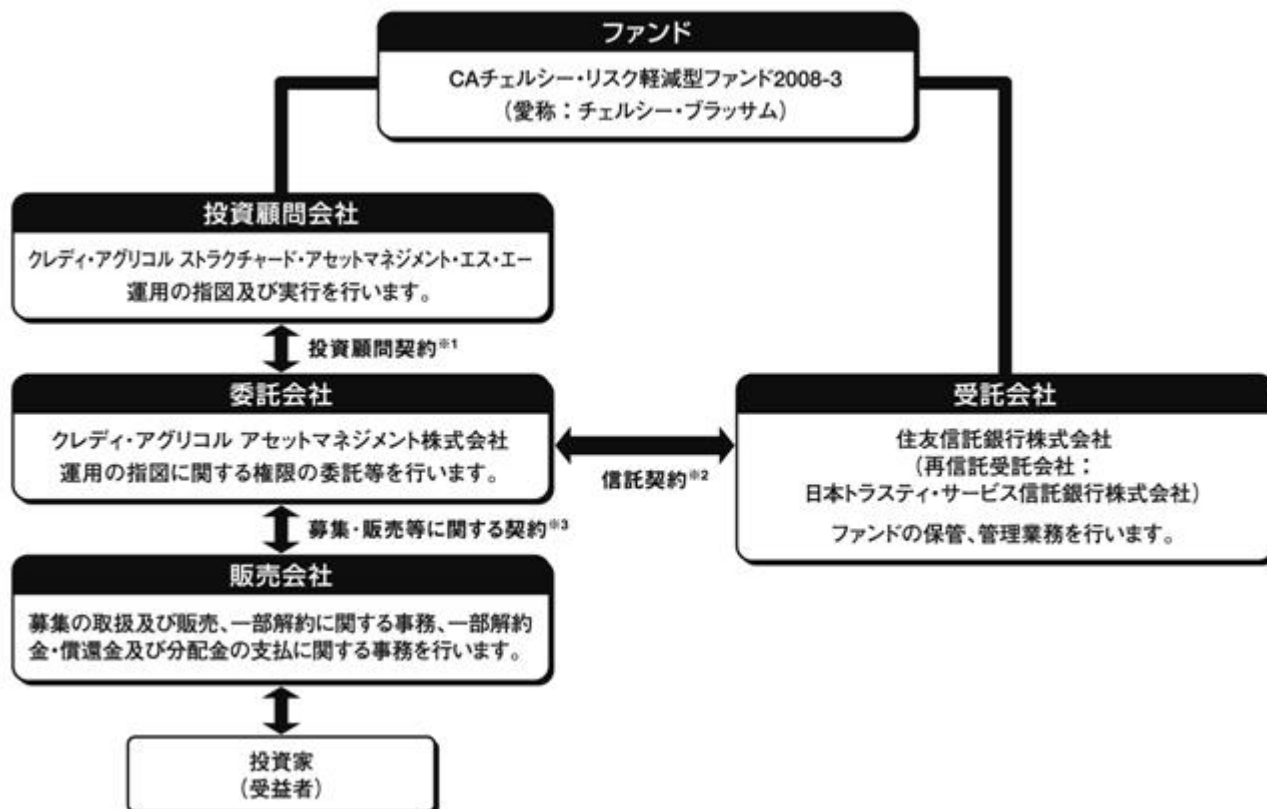 ファンド
CAチェルシー・リスク軽減型ファンド2008-3
(愛称：チェルシー・ブラッサム)
投資顧問会社
クレディ・アグリコル ストラクチャード・アセットマネジメント・エス・エー
運用の指図及び実行を行います。
投資顧問契約※1
委託会社
クレディ・アグリコル アセットマネジメント株式会社
運用の指図に関する権限の委託等を行います。
信託契約※2
受託会社
住友信託銀行株式会社
(再信託受託会社：
日本トラスティ・サービス信託銀行株式会社)
ファンドの保管、管理業務を行います。
募集・販売等に関する契約※3
販売会社
募集の取扱及び販売、一部解約に関する事務、一部解約
金・償還金及び分配金の支払に関する事務を行います。
投資家
(受益者)